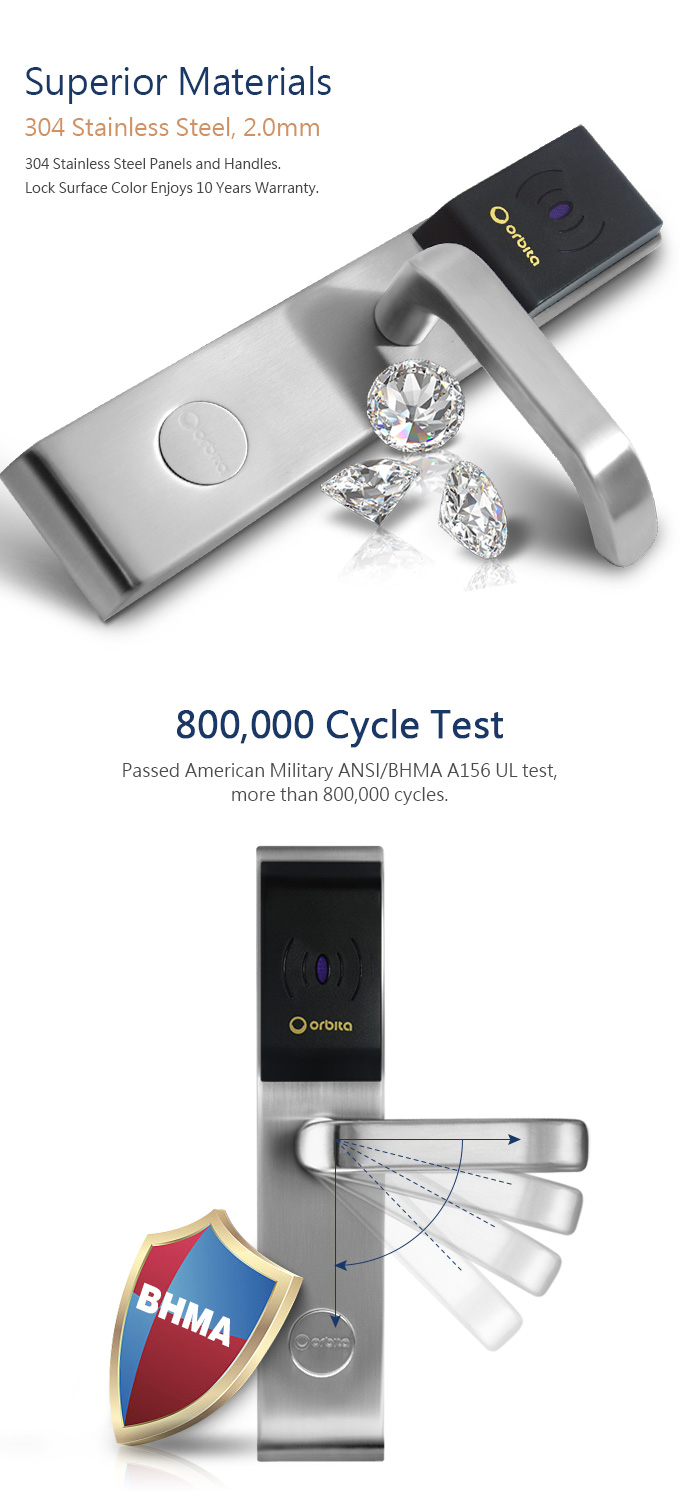 Superior Materials
304 Stainless Steel, 2.0mm
304 Stainless Steel Panels and Handles.
Lock Surface Color Enjoys 10 Years Warranty.
orbita
orbita
800,000 Cycle Test
Passed American Military ANSI/BHMA A156 UL test,
more than 800,000 cycles.
orbita
BHMA
orbita